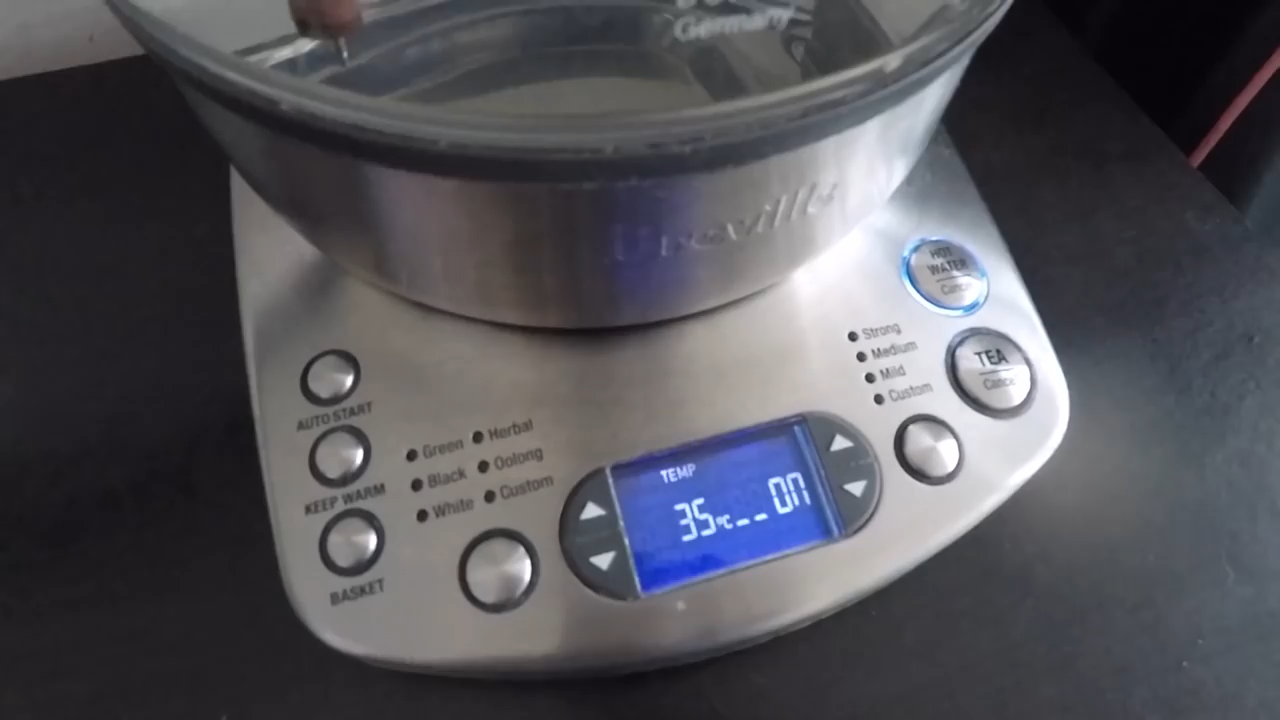 Germany
Breville
HOT
WATER
Cancel
Strong
Medium
Mild
Custom
TEA
Cancel
AUTO START
KEEP WARM
BASKET
Green
Herbal
Black
Oolong
White
Custom
TEMP
35°C__ON